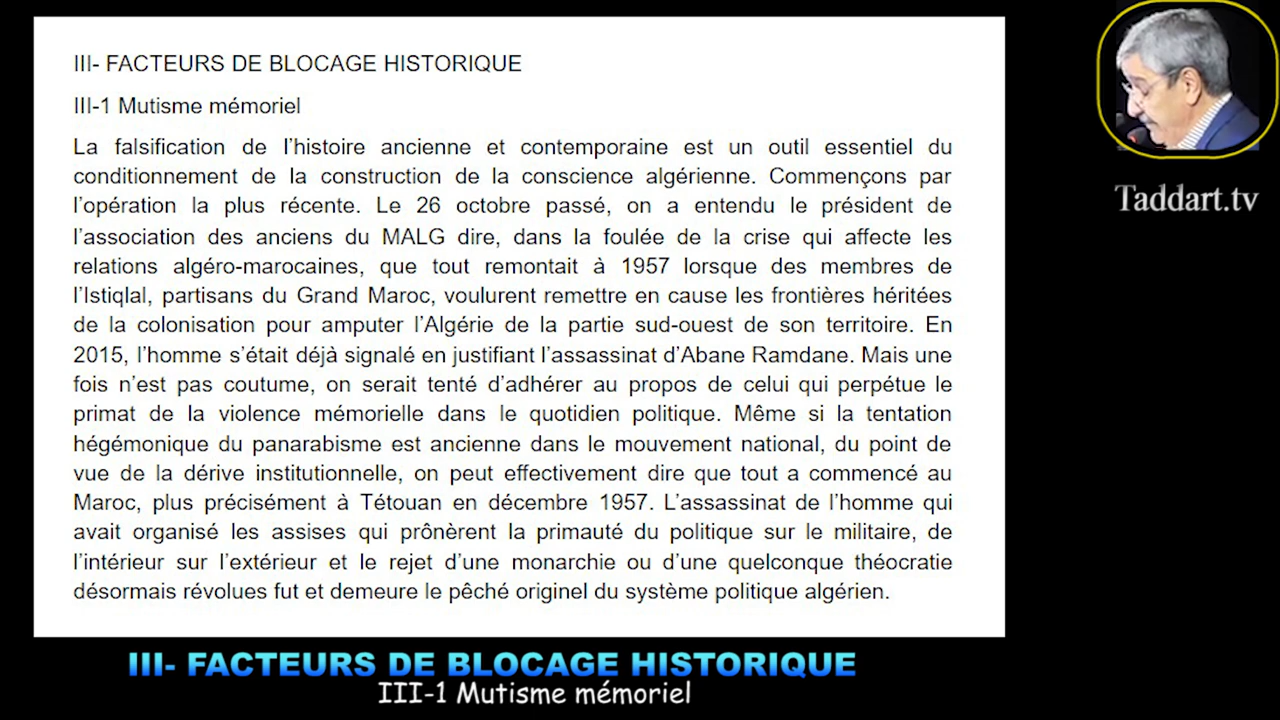 III- FACTEURS DE BLOCAGE HISTORIQUE
III-1 Mutisme mémoriel
La falsification de l’histoire ancienne et contemporaine est un outil essentiel du
conditionnement de la construction de la conscience algérienne. Commençons par
l’opération la plus récente. Le 26 octobre passé, on a entendu le président de
l’association des anciens du MALG dire, dans la foulée de la crise qui affecte les
relations algéro-marocaines, que tout remontait à 1957 lorsque des membres de
l’Istiqlal, partisans du Grand Maroc, voulurent remettre en cause les frontières héritées
de la colonisation pour amputer l’Algérie de la partie sud-ouest de son territoire. En
2015, l’homme s’était déjà signalé en justifiant l’assassinat d’Abane Ramdane. Mais une
fois n’est pas coutume, on serait tenté d’adhérer au propos de celui qui perpétue le
primat de la violence mémorielle dans le quotidien politique. Même si la tentation
hégémonique du panarabisme est ancienne dans le mouvement national, du point de
vue de la dérive institutionnelle, on peut effectivement dire que tout a commencé au
Maroc, plus précisément à Tétouan en décembre 1957. L’assassinat de l’homme qui
avait organisé les assises qui prônèrent la primauté du politique sur le militaire, de
l’intérieur sur l’extérieur et le rejet d’une monarchie ou d’une quelconque théocratie
désormais révolues fut et demeure le pêché originel du système politique algérien.
Taddart.tv
III- FACTEURS DE BLOCAGE HISTORIQUE
III-1 Mutisme mémoriel